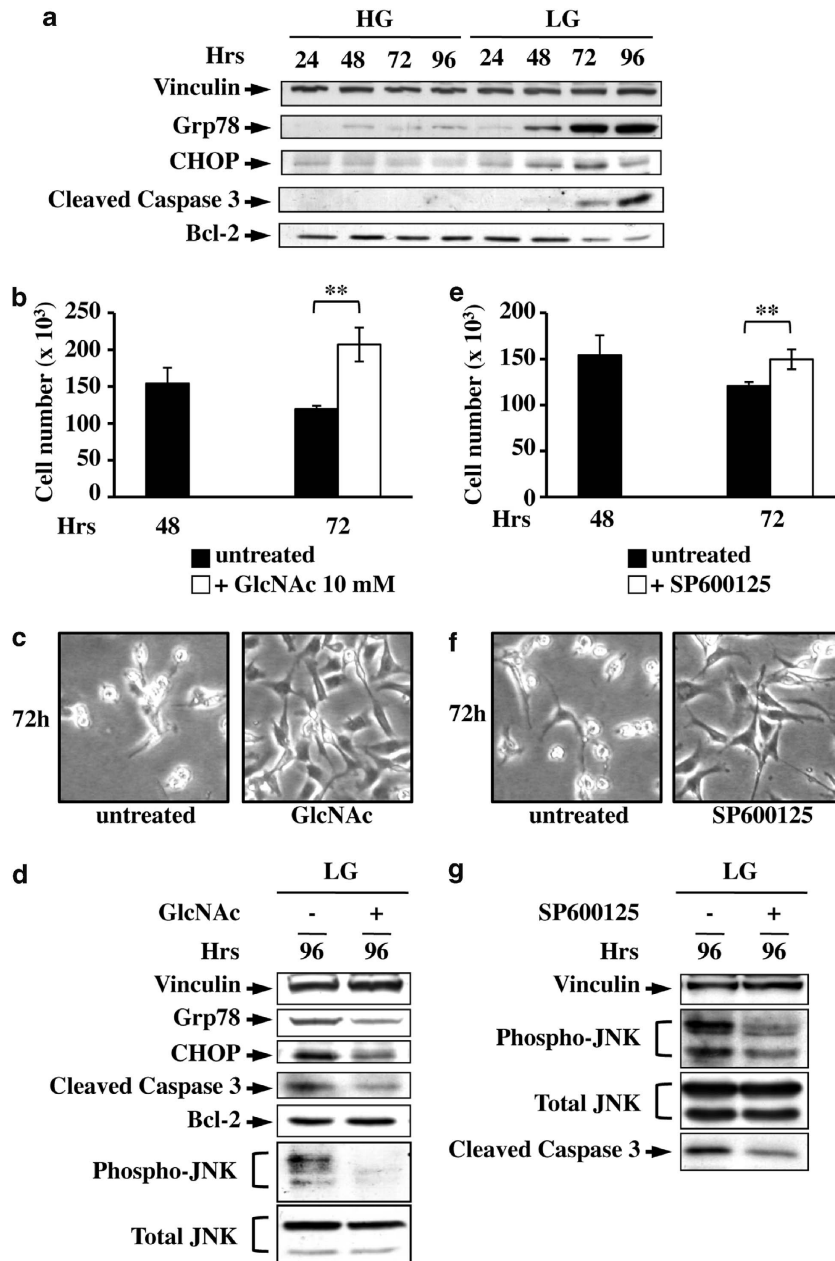 a
HG LG
Hrs 24 48 72 96 24 48 72 96
Vinculin
Grp78
CHOP
Cleaved Caspase 3
Bcl-2
b
Cell number (x 10³)
250
200
150
100
50
0
**
Hrs 48 72
untreated
+ GlcNAc 10 mM
e
Cell number (x 10³)
200
150
100
50
0
**
Hrs 48 72
untreated
+ SP600125
c
72h
untreated GlcNAc
f
72h
untreated SP600125
d
LG
GlcNAc - +
Hrs 96 96
Vinculin
Grp78
CHOP
Cleaved Caspase 3
Bcl-2
Phospho-JNK
Total JNK
g
LG
SP600125 - +
Hrs 96 96
Vinculin
Phospho-JNK
Total JNK
Cleaved Caspase 3